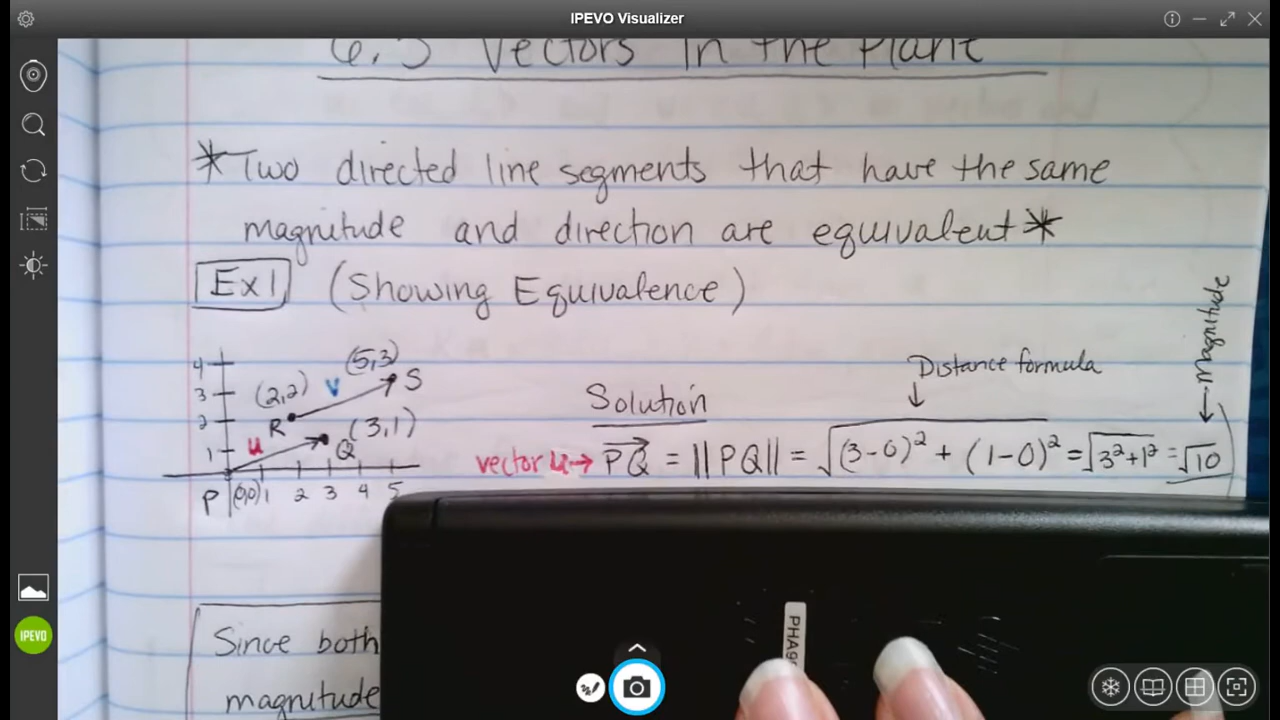 IPEVO Visualizer
6.3 Vectors in the Plane
*Two directed line segments that have the same
magnitude and direction are equivalent*
Ex1 (Showing Equivalence)
4
3
2
1
(5,3)
S
v
(2,2)
R
(3,1)
Q
u
P (0,0) 1 2 3 4 5
Solution
Distance formula
Magnitude
vector u→ PQ = ||PQ|| = √(3-0)² + (1-0)² = √3²+1² = √10
Since both
magnitude
IPEVO
PHA9